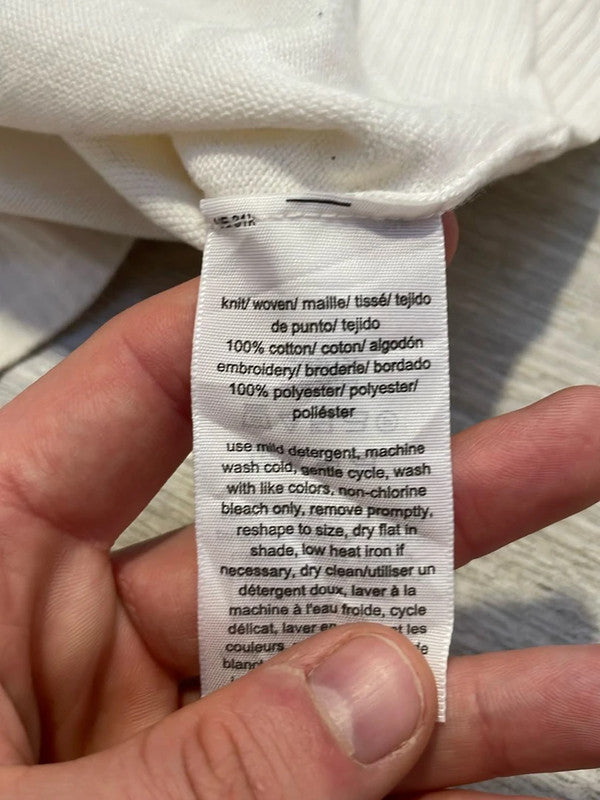 knit/ woven/ maille/ tissé/ tejido
de punto/ tejido
100% cotton/ coton/ algodón
embroidery/ broderie/ bordado
100% polyester/ polyester/
poliéster
use mild detergent, machine
wash cold, gentle cycle, wash
with like colors, non-chlorine
bleach only, remove promptly,
reshape to size, dry flat in
shade, low heat iron if
necessary, dry clean/utiliser un
détergent doux, laver à la
machine à l'eau froide, cycle
délicat, laver les
couleurs